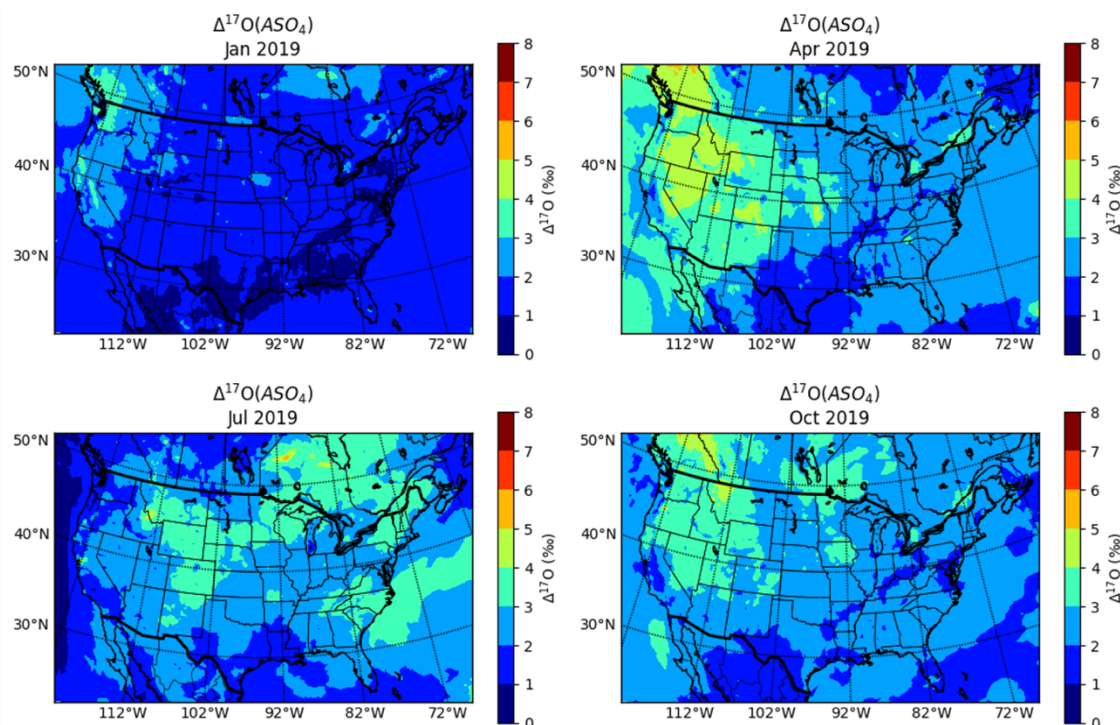 Δ¹⁷O(ASO₄)
Jan 2019
50°N
40°N
30°N
112°W 102°W 92°W 82°W 72°W
8
7
6
5
4
3
2
1
0
Δ¹⁷O (‰)
Δ¹⁷O(ASO₄)
Apr 2019
50°N
40°N
30°N
112°W 102°W 92°W 82°W 72°W
8
7
6
5
4
3
2
1
0
Δ¹⁷O (‰)
Δ¹⁷O(ASO₄)
Jul 2019
50°N
40°N
30°N
112°W 102°W 92°W 82°W 72°W
8
7
6
5
4
3
2
1
0
Δ¹⁷O (‰)
Δ¹⁷O(ASO₄)
Oct 2019
50°N
40°N
30°N
112°W 102°W 92°W 82°W 72°W
8
7
6
5
4
3
2
1
0
Δ¹⁷O (‰)